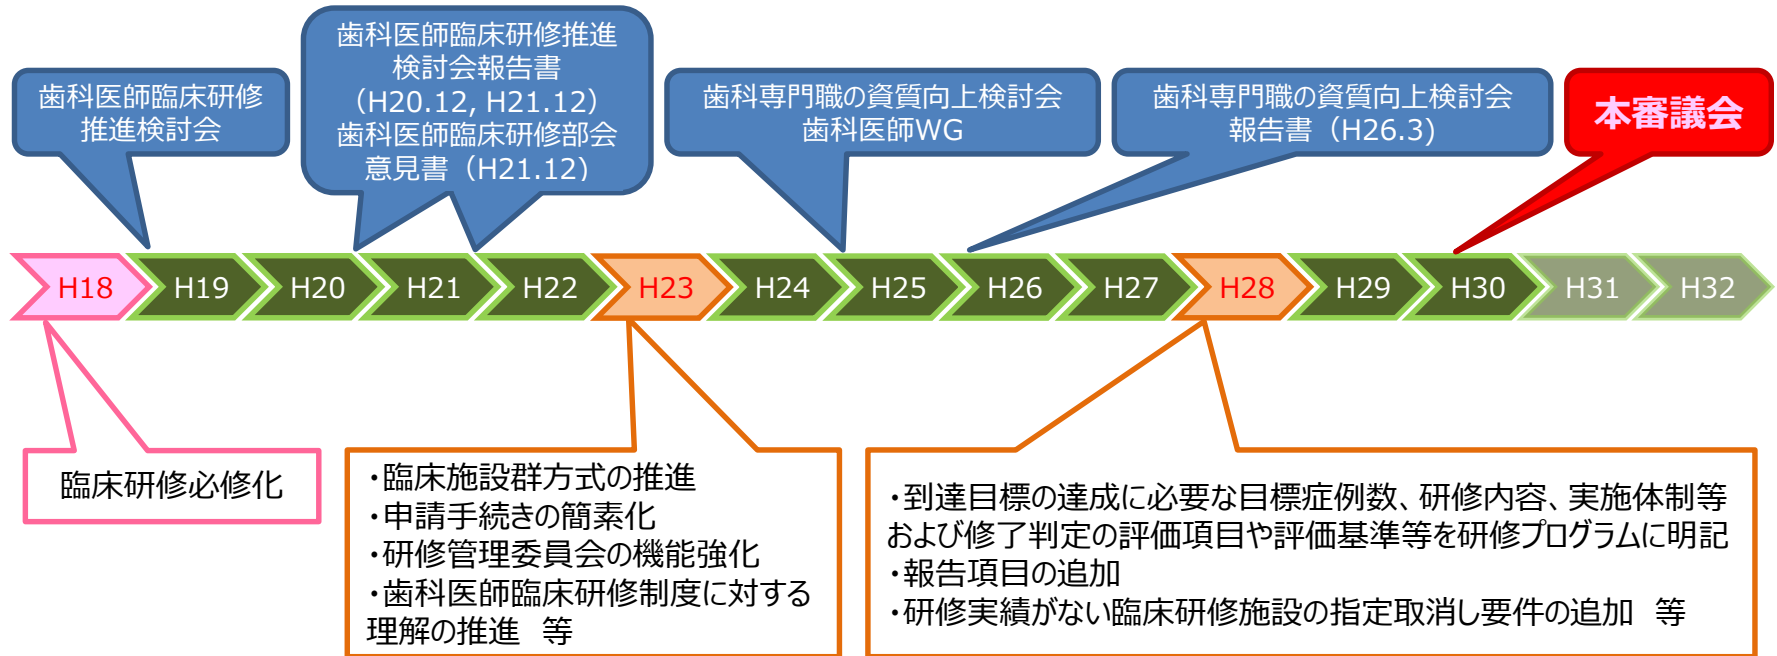 歯科医師臨床研修
推進検討会
歯科医師臨床研修推進
検討会報告書
（H20.12, H21.12）
歯科医師臨床研修部会
意見書（H21.12）
歯科専門職の資質向上検討会
歯科医師WG
歯科専門職の資質向上検討会
報告書（H26.3）
本審議会
H18 H19 H20 H21 H22 H23 H24 H25 H26 H27 H28 H29 H30 H31 H32
臨床研修必修化
・臨床施設群方式の推進
・申請手続きの簡素化
・研修管理委員会の機能強化
・歯科医師臨床研修制度に対する
理解の推進　等
・到達目標の達成に必要な目標症例数、研修内容、実施体制等
および修了判定の評価項目や評価基準等を研修プログラムに明記
・報告項目の追加
・研修実績がない臨床研修施設の指定取消し要件の追加　等